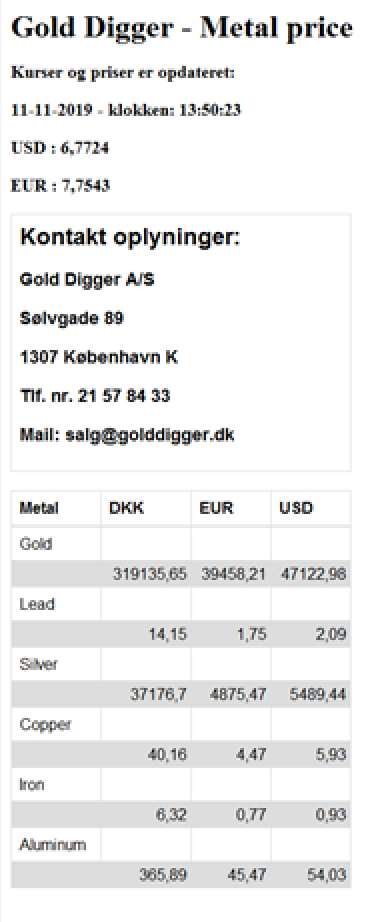 Gold Digger - Metal price
Kurser og priser er opdateret:
11-11-2019 - klokken: 13:50:23
USD : 6,7724
EUR : 7,7543
Kontakt oplyninger:
Gold Digger A/S
Sølvgade 89
1307 København K
Tlf. nr. 21 57 84 33
Mail: salg@golddigger.dk
Metal DKK EUR USD
Gold
319135,65 39458,21 47122,98
Lead
14,15 1,75 2,09
Silver
37176,7 4875,47 5489,44
Copper
40,16 4,47 5,93
Iron
6,32 0,77 0,93
Aluminum
365,89 45,47 54,03